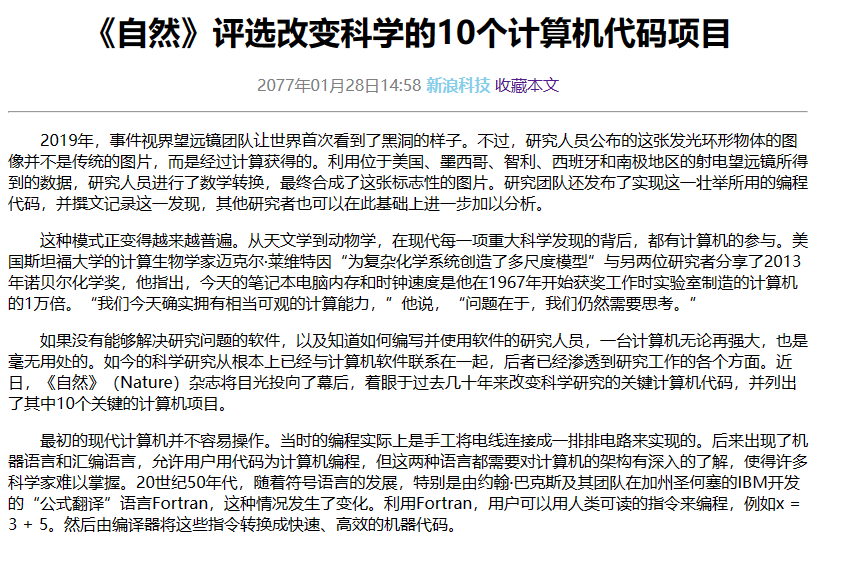 《自然》评选改变科学的10个计算机代码项目
2077年01月28日14:58 新浪科技 收藏本文
2019年，事件视界望远镜团队让世界首次看到了黑洞的样子。不过，研究人员公布的这张发光环形物体的图
像并不是传统的图片，而是经过计算获得的。利用位于美国、墨西哥、智利、西班牙和南极地区的射电望远镜所得
到的数据，研究人员进行了数学转换，最终合成了这张标志性的图片。研究团队还发布了实现这一壮举所用的编程
代码，并撰文记录这一发现，其他研究者也可以在此基础上进一步加以分析。
这种模式正变得越来越普遍。从天文学到动物学，在现代每一项重大科学发现的背后，都有计算机的参与。美
国斯坦福大学的计算生物学家迈克尔·莱维特因“为复杂化学系统创造了多尺度模型”与另两位研究者分享了2013
年诺贝尔化学奖，他指出，今天的笔记本电脑内存和时钟速度是他在1967年开始获奖工作时实验室制造的计算机
的1万倍。“我们今天确实拥有相当可观的计算能力，”他说，“问题在于，我们仍然需要思考。“
如果没有能够解决研究问题的软件，以及知道如何编写并使用软件的研究人员，一台计算机无论再强大，也是
毫无用处的。如今的科学研究从根本上已经与计算机软件联系在一起，后者已经渗透到研究工作的各个方面。近
日，《自然》（Nature）杂志将目光投向了幕后，着眼于过去几十年来改变科学研究的关键计算机代码，并列出
了其中10个关键的计算机项目。
最初的现代计算机并不容易操作。当时的编程实际上是手工将电线连接成一排排电路来实现的。后来出现了机
器语言和汇编语言，允许用户用代码为计算机编程，但这两种语言都需要对计算机的架构有深入的了解，使得许多
科学家难以掌握。20世纪50年代，随着符号语言的发展，特别是由约翰·巴克斯及其团队在加州圣何塞的IBM开发
的“公式翻译”语言Fortran，这种情况发生了变化。利用Fortran，用户可以用人类可读的指令来编程，例如x =
3 + 5。然后由编译器将这些指令转换成快速、高效的机器代码。